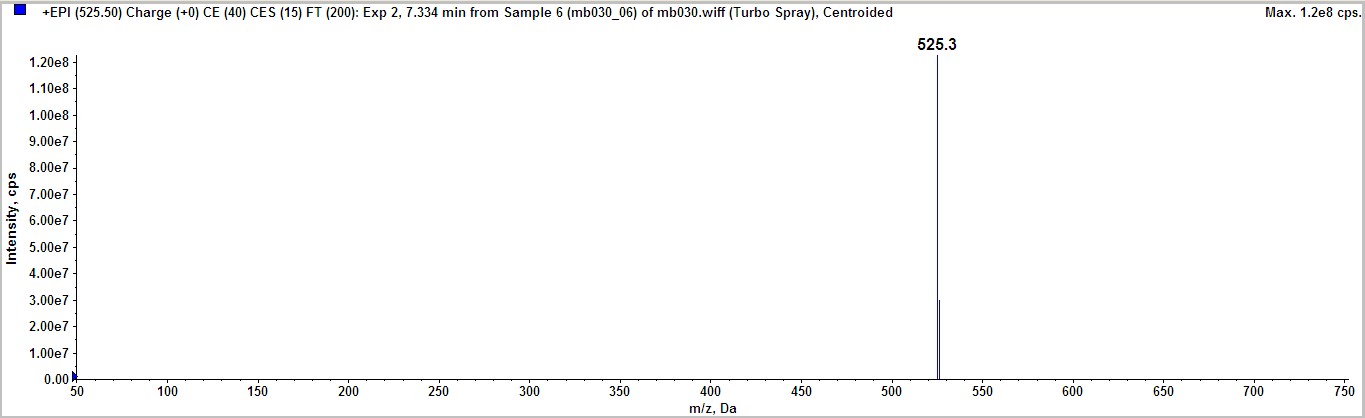 +EPI (525.50) Charge (+0) CE (40) CES (15) FT (200): Exp 2, 7.334 min from Sample 6 (mb030_06) of mb030.wiff (Turbo Spray), Centroided
Max. 1.2e8 cps.
525.3
1.20e8
1.10e8
1.00e8
9.00e7
8.00e7
7.00e7
6.00e7
5.00e7
4.00e7
3.00e7
2.00e7
1.00e7
0.00
Intensity, cps
50 100 150 200 250 300 350 400 450 500 550 600 650 700 750
m/z, Da